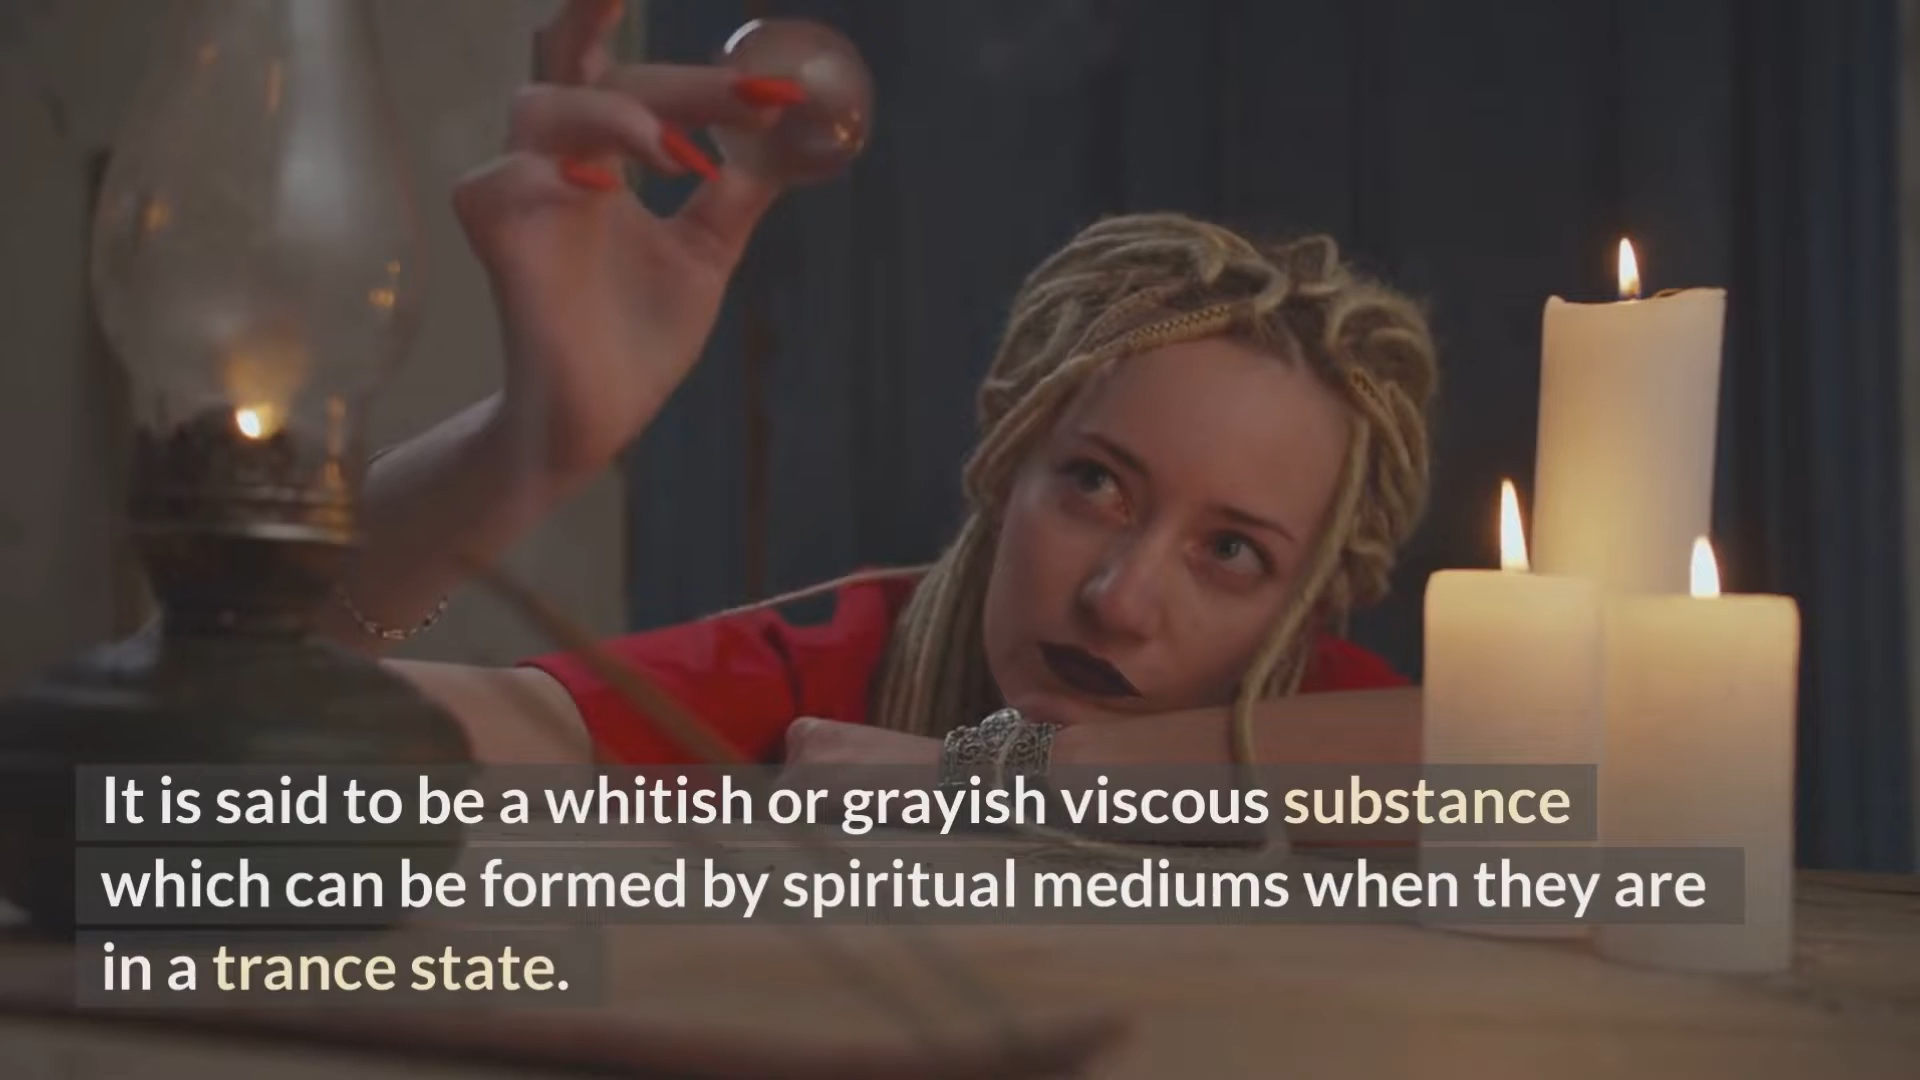 It is said to be a whitish or grayish viscous substance
which can be formed by spiritual mediums when they are
in a trance state.